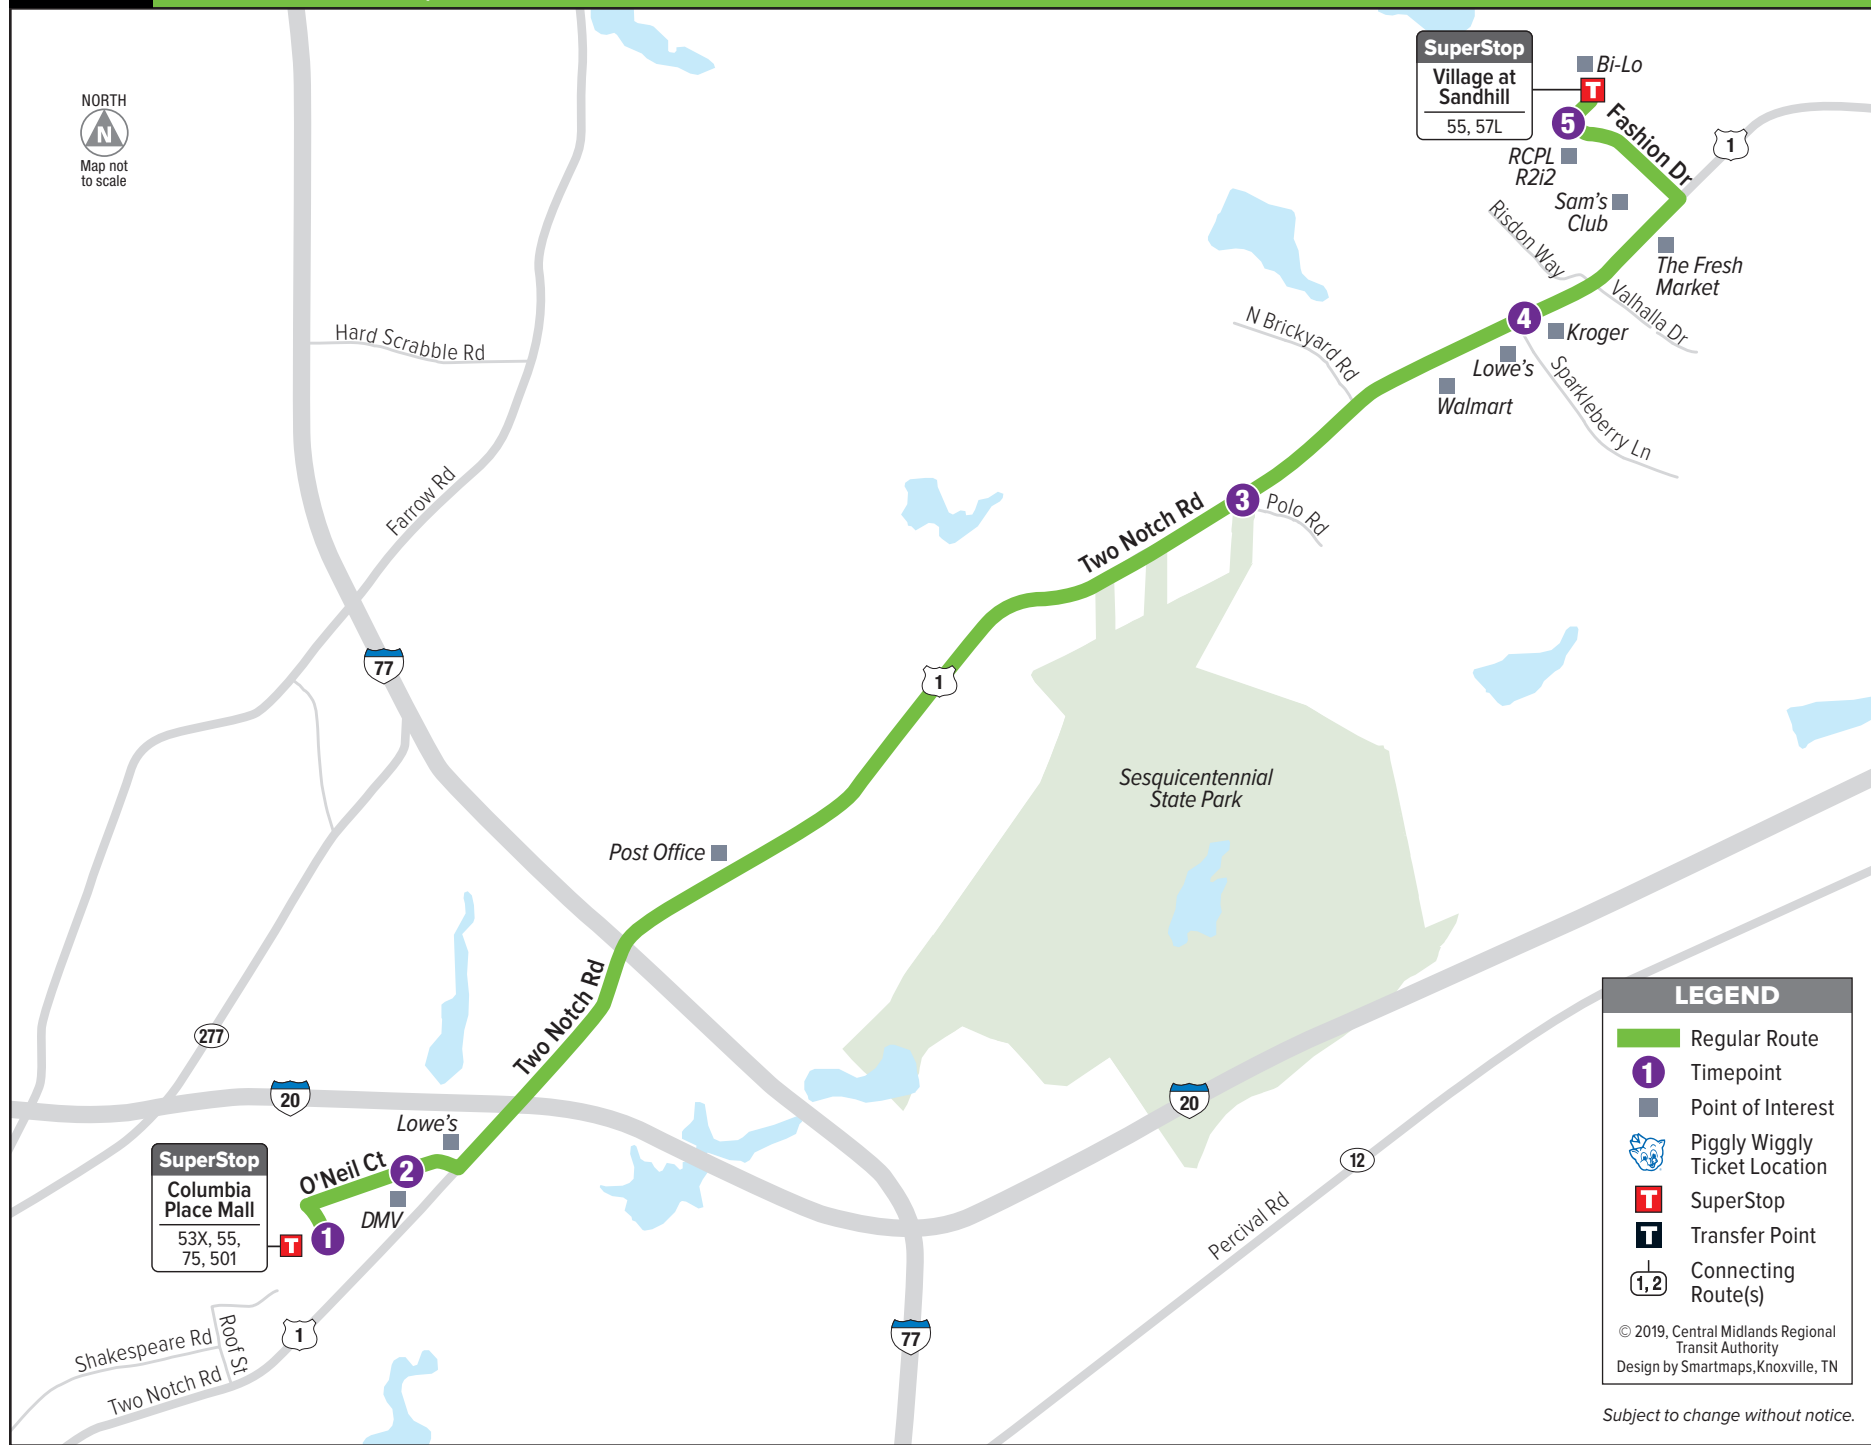 NORTH
N
Map not
to scale
SuperStop
Village at
Sandhill
55, 57L
Bi-Lo
T
5
Fashion Dr
1
RCPL
R2i2
Sam's
Club
Risdon Way
The Fresh
Market
Valhalla Dr
4
Kroger
N Brickyard Rd
Lowe's
Sparkleberry Ln
Walmart
Hard Scrabble Rd
Farrow Rd
3
Polo Rd
Two Notch Rd
77
1
Sesquicentennial
State Park
Post Office
Two Notch Rd
277
20
20
Lowe's
O'Neil Ct
2
DMV
SuperStop
Columbia
Place Mall
53X, 55,
75, 501
T
1
12
Percival Rd
Shakespeare Rd
Roof St
1
Two Notch Rd
77
LEGEND
Regular Route
1
Timepoint
Point of Interest
Piggly Wiggly
Ticket Location
T
SuperStop
T
Transfer Point
1, 2
Connecting
Route(s)
© 2019, Central Midlands Regional
Transit Authority
Design by Smartmaps,Knoxville, TN
Subject to change without notice.